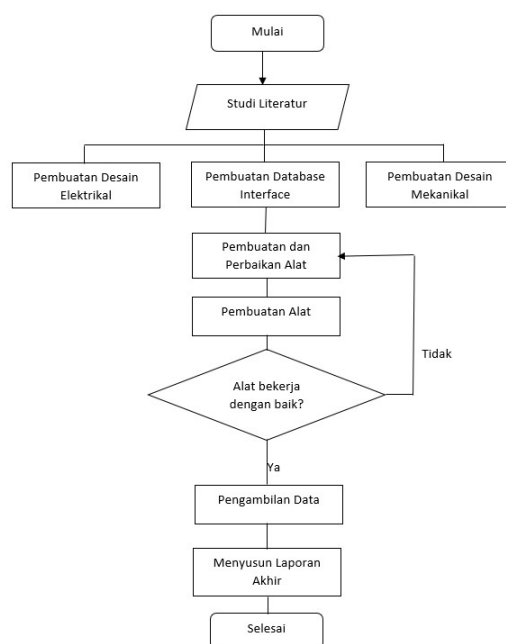 Mulai
Studi Literatur
Pembuatan Desain
Elektrikal
Pembuatan Database
Interface
Pembuatan Desain
Mekanikal
Pembuatan dan
Perbaikan Alat
Pembuatan Alat
Tidak
Alat bekerja
dengan baik?
Ya
Pengambilan Data
Menyusun Laporan
Akhir
Selesai